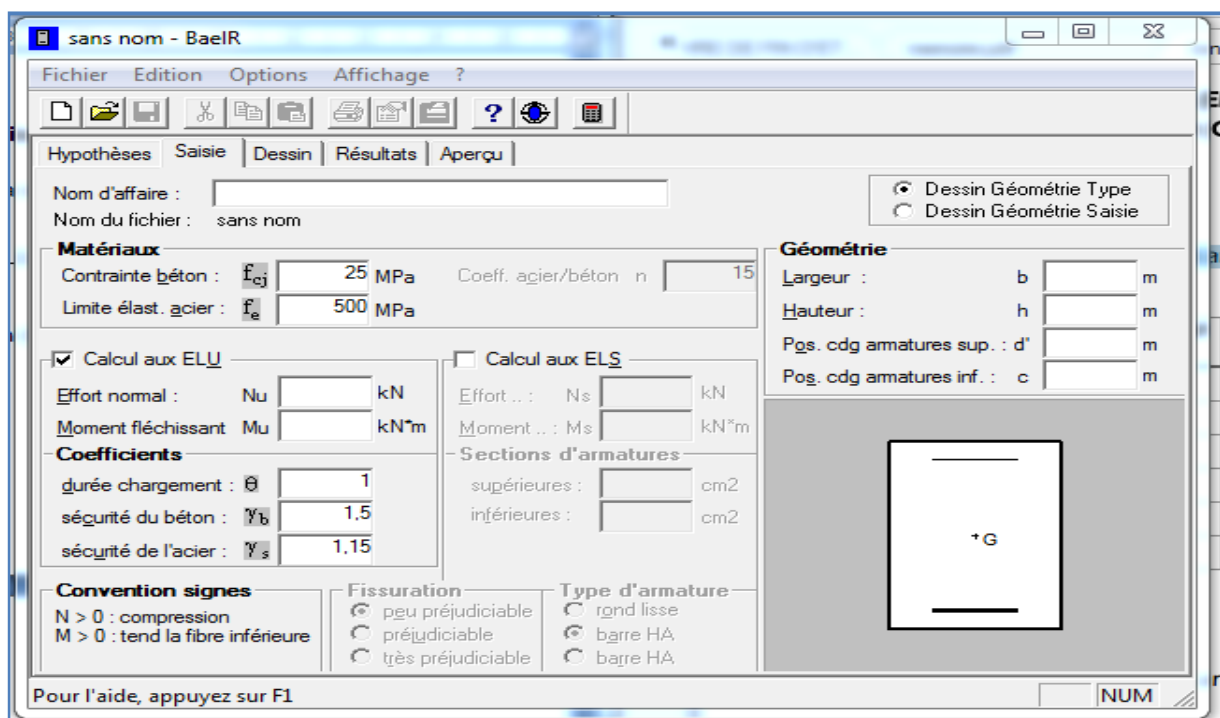 sans nom - BaelR
Fichier Edition Options Affichage ?
Hypothèses Saisie Dessin Résultats Aperçu
Nom d'affaire :
Nom du fichier : sans nom
Dessin Géométrie Type
Dessin Géométrie Saisie
Matériaux
Contrainte béton : fcj 25 MPa Coeff. acier/béton n 15
Limite élast. acier : fe 500 MPa
Géométrie
Largeur : b m
Hauteur : h m
Pos. cdg armatures sup. : d' m
Pos. cdg armatures inf. : c m
Calcul aux ELU
Effort normal : Nu kN
Moment fléchissant Mu kN*m
Calcul aux ELS
Effort .. : Ns kN
Moment .. : Ms kN*m
Coefficients
durée chargement : θ 1
sécurité du béton : γb 1,5
sécurité de l'acier : γs 1,15
Sections d'armatures
supérieures : cm2
inférieures : cm2
+G
Convention signes
N > 0 : compression
M > 0 : tend la fibre inférieure
Fissuration
peu préjudiciable
préjudiciable
très préjudiciable
Type d'armature
rond lisse
barre HA
barre HA
Pour l'aide, appuyez sur F1 NUM